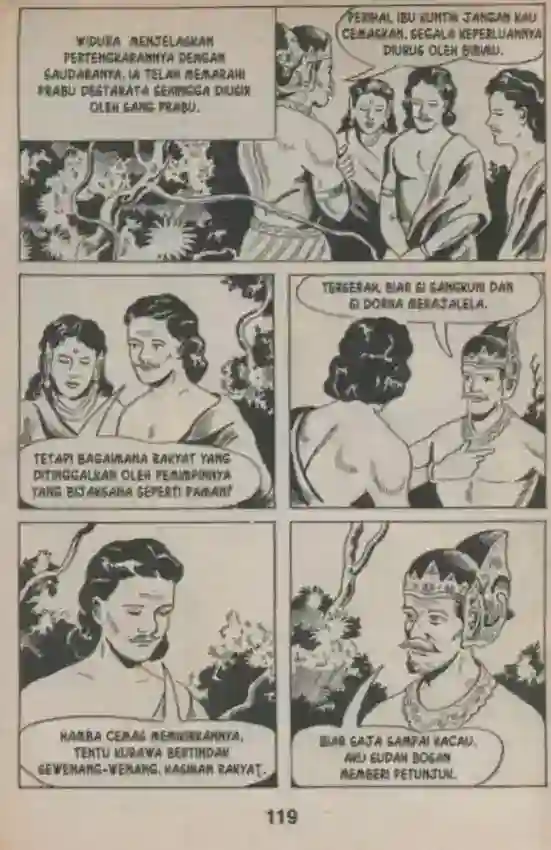 WIDURA MENJELASKAN
PERTENGKARANNYA DENGAN
SAUDARANYA. IA TELAH MEMARAHI
PRABU DESTARATA SEHINGGA DIUSIR
OLEH SANG PRABU.
PERIHAL IBU KUNTIH JANGAN KAU
CEMASKAN. SEGALA KEPERLUANNYA
DIURUS OLEH BIBIMU.
TETAPI BAGAIMANA RAKYAT YANG
DITINGGALKAN OLEH PEMIMPINNYA
YANG BIJAKSANA SEPERTI PAMAN?
TERSERAH, BIAR SI SANGKUNI DAN
SI DORNA MERAJALELA.
HAMBA CEMAS MEMIKIRKANNYA,
TENTU KURAWA BERTINDAK
SEWENANG-WENANG. KASIHAN RAKYAT.
BIAR SAJA SAMPAI KACAU.
AKU SUDAH BOSAN
MEMBERI PETUNJUK.
119